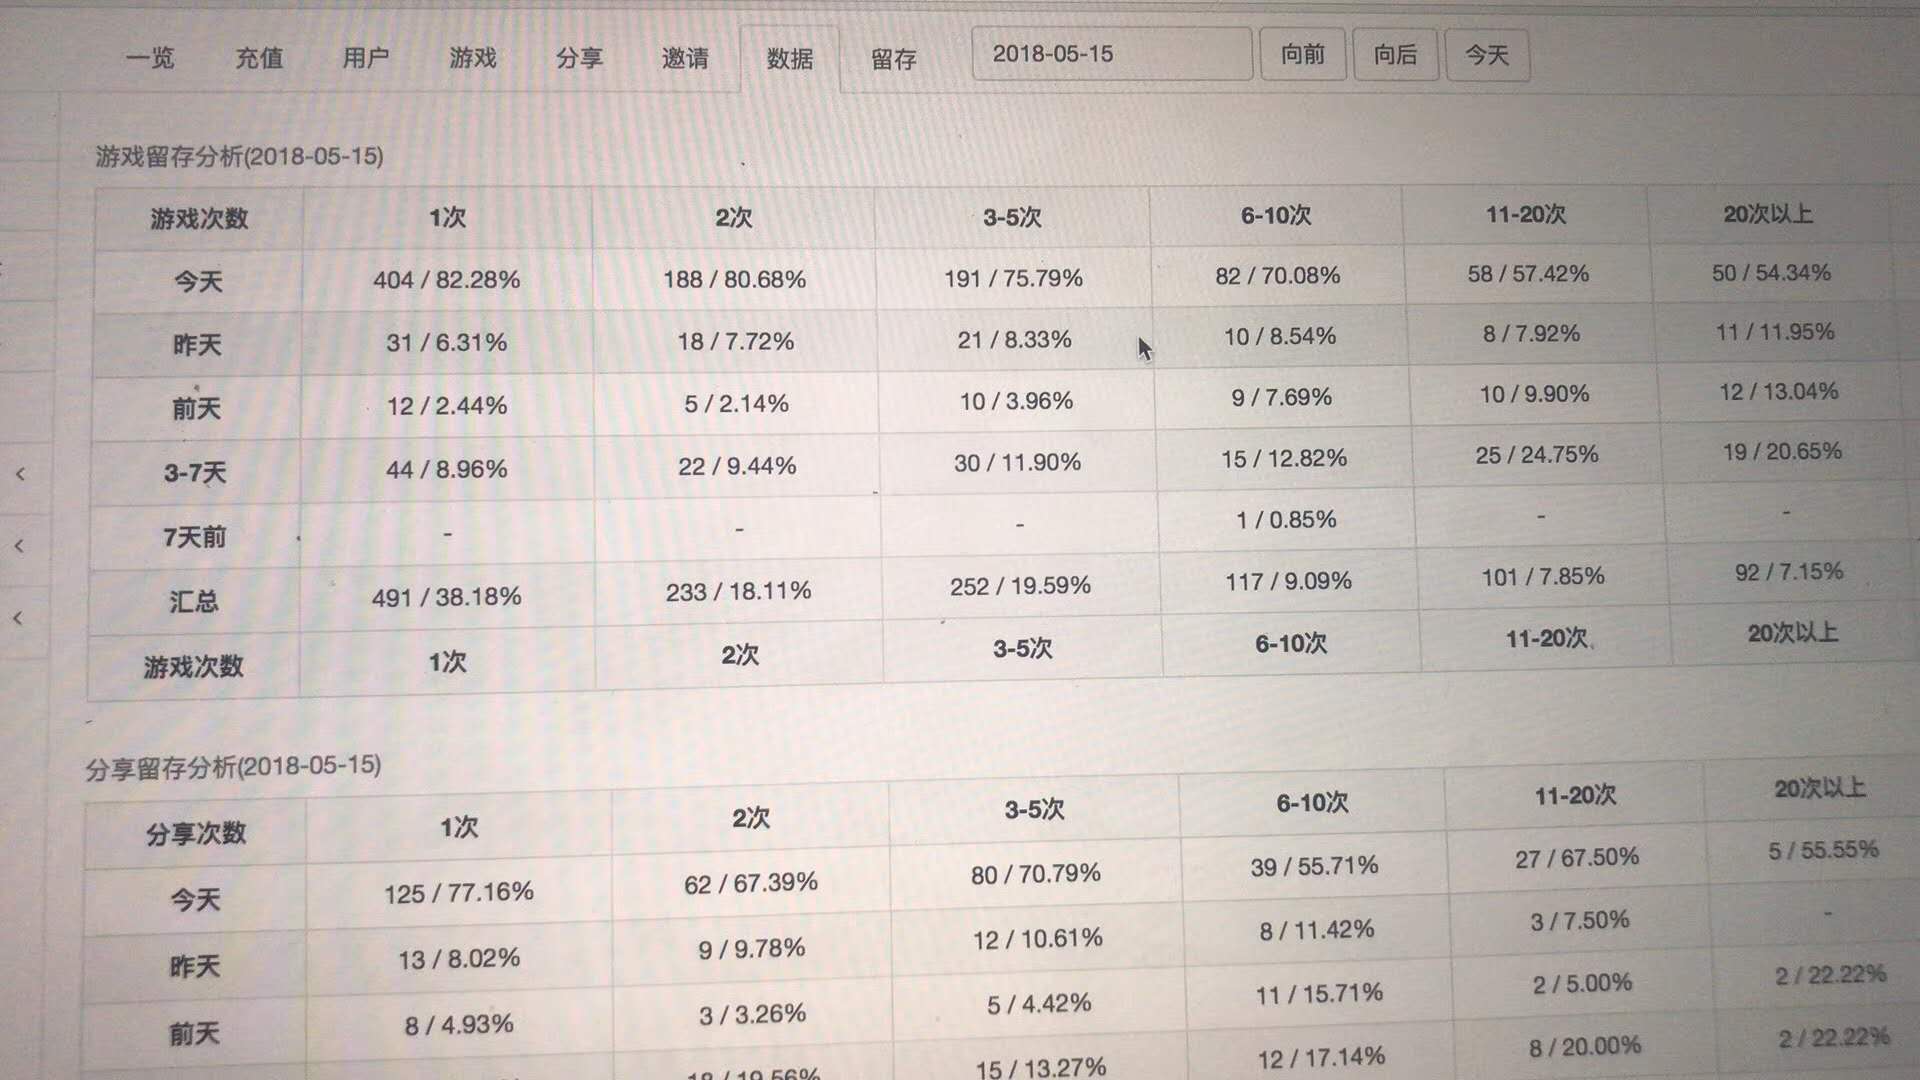 一览 充值 用户 游戏 分享 邀请 数据 留存 2018-05-15 向前 向后 今天
游戏留存分析(2018-05-15)
游戏次数 1次 2次 3-5次 6-10次 11-20次 20次以上
今天 404 / 82.28% 188 / 80.68% 191 / 75.79% 82 / 70.08% 58 / 57.42% 50 / 54.34%
昨天 31 / 6.31% 18 / 7.72% 21 / 8.33% 10 / 8.54% 8 / 7.92% 11 / 11.95%
前天 12 / 2.44% 5 / 2.14% 10 / 3.96% 9 / 7.69% 10 / 9.90% 12 / 13.04%
3-7天 44 / 8.96% 22 / 9.44% 30 / 11.90% 15 / 12.82% 25 / 24.75% 19 / 20.65%
7天前 - - - 1 / 0.85% - -
汇总 491 / 38.18% 233 / 18.11% 252 / 19.59% 117 / 9.09% 101 / 7.85% 92 / 7.15%
游戏次数 1次 2次 3-5次 6-10次 11-20次 20次以上
分享留存分析(2018-05-15)
分享次数 1次 2次 3-5次 6-10次 11-20次 20次以上
今天 125 / 77.16% 62 / 67.39% 80 / 70.79% 39 / 55.71% 27 / 67.50% 5 / 55.55%
昨天 13 / 8.02% 9 / 9.78% 12 / 10.61% 8 / 11.42% 3 / 7.50% -
前天 8 / 4.93% 3 / 3.26% 5 / 4.42% 11 / 15.71% 2 / 5.00% 2 / 22.22%
18 / 19.56% 15 / 13.27% 12 / 17.14% 8 / 20.00% 2 / 22.22%